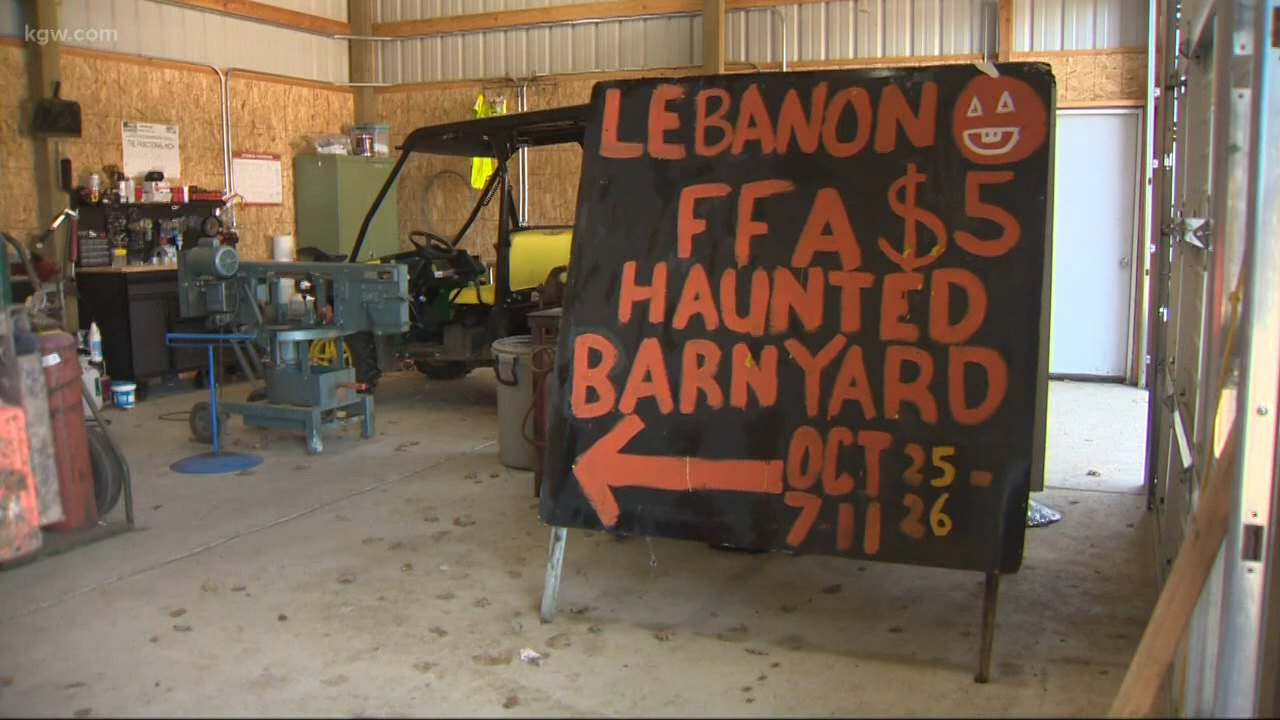 kgw.com
LEBANON
FFA $5
HAUNTED
BARNYARD
OCT 25 -
7-11 26